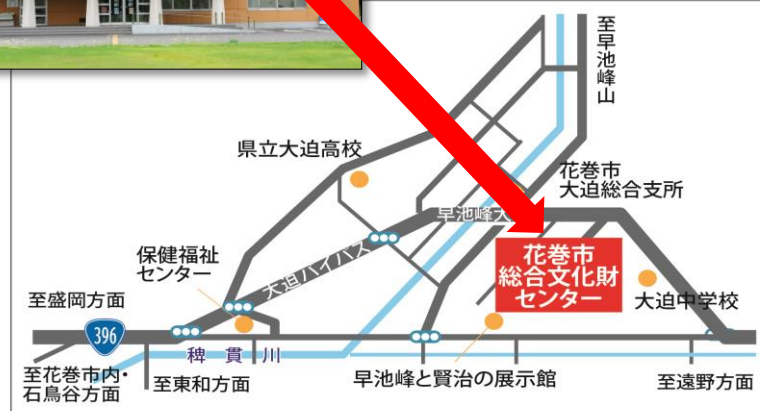 至早池峰山
県立大迫高校
花巻市
大迫総合支所
早池峰大
保健福祉
センター
大迫バイパス
花巻市
総合文化財
センター
至盛岡方面
大迫中学校
396
稗貫川
至花巻市内・
石鳥谷方面
至東和方面
早池峰と賢治の展示館
至遠野方面